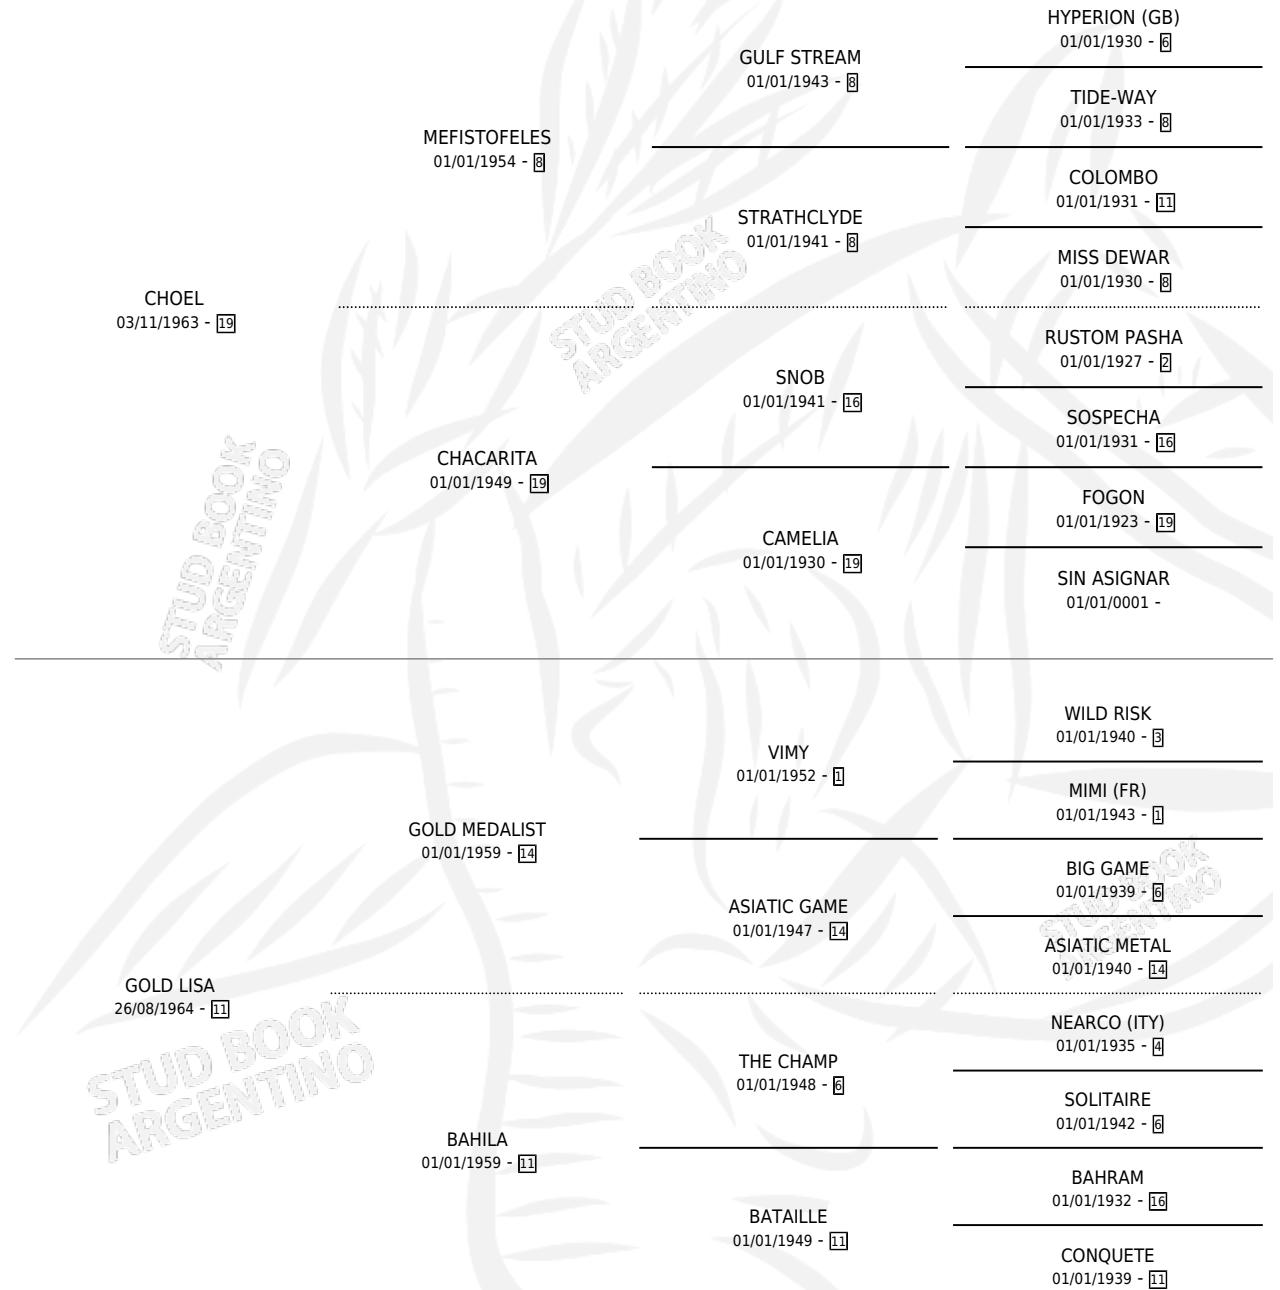 HYPERION (GB)
01/01/1930 - 6
GULF STREAM
01/01/1943 - 8
TIDE-WAY
01/01/1933 - 8
MEFISTOFELES
01/01/1954 - 8
COLOMBO
01/01/1931 - 11
STRATHCLYDE
01/01/1941 - 8
MISS DEWAR
01/01/1930 - 8
CHOEL
03/11/1963 - 19
RUSTOM PASHA
01/01/1927 - 2
SNOB
01/01/1941 - 16
SOSPECHA
01/01/1931 - 16
CHACARITA
01/01/1949 - 19
FOGON
01/01/1923 - 19
CAMELIA
01/01/1930 - 19
SIN ASIGNAR
01/01/0001 -
WILD RISK
01/01/1940 - 3
VIMY
01/01/1952 - 1
MIMI (FR)
01/01/1943 - 1
GOLD MEDALIST
01/01/1959 - 14
BIG GAME
01/01/1939 - 6
ASIATIC GAME
01/01/1947 - 14
ASIATIC METAL
01/01/1940 - 14
GOLD LISA
26/08/1964 - 11
NEARCO (ITY)
01/01/1935 - 4
THE CHAMP
01/01/1948 - 6
SOLITAIRE
01/01/1942 - 6
BAHILA
01/01/1959 - 11
BAHRAM
01/01/1932 - 16
BATAILLE
01/01/1949 - 11
CONQUETE
01/01/1939 - 11
STUD BOOK
ARGENTINO
STUD BOOK
ARGENTINO
STUD BOOK
ARGENTINO
STUD BOOK
ARGENTINO